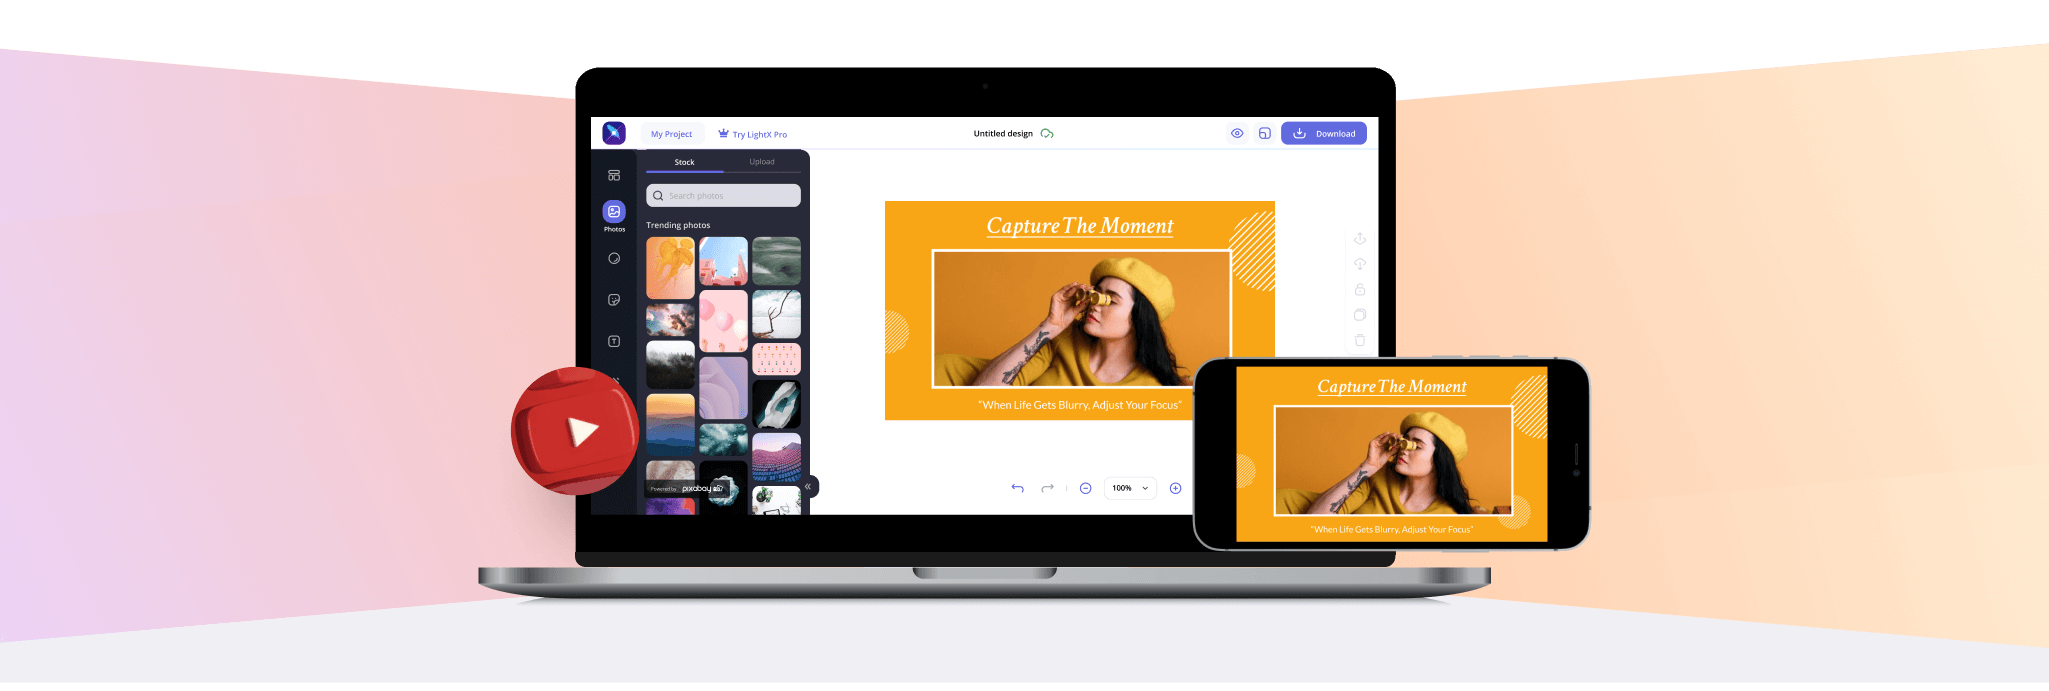 My Project
Try LightX Pro
Untitled design
Download
Stock
Upload
Search photos
Photos
Trending photos
Powered by
pixabay
Capture The Moment
"When Life Gets Blurry, Adjust Your Focus"
100%
Capture The Moment
"When Life Gets Blurry, Adjust Your Focus"